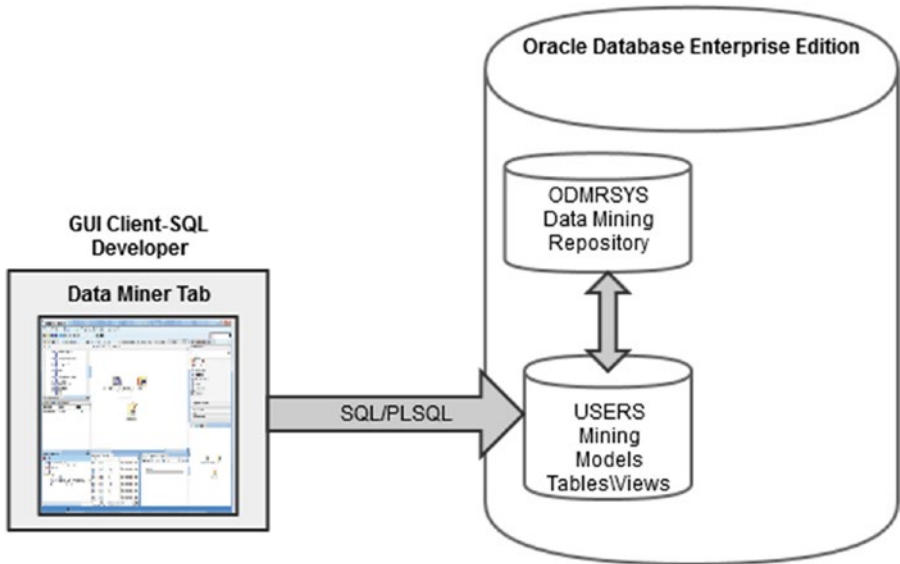 Oracle Database Enterprise Edition
ODMRSYS
Data Mining
Repository
GUI Client-SQL
Developer
Data Miner Tab
SQL/PLSQL
USERS
Mining
Models
Tables\Views